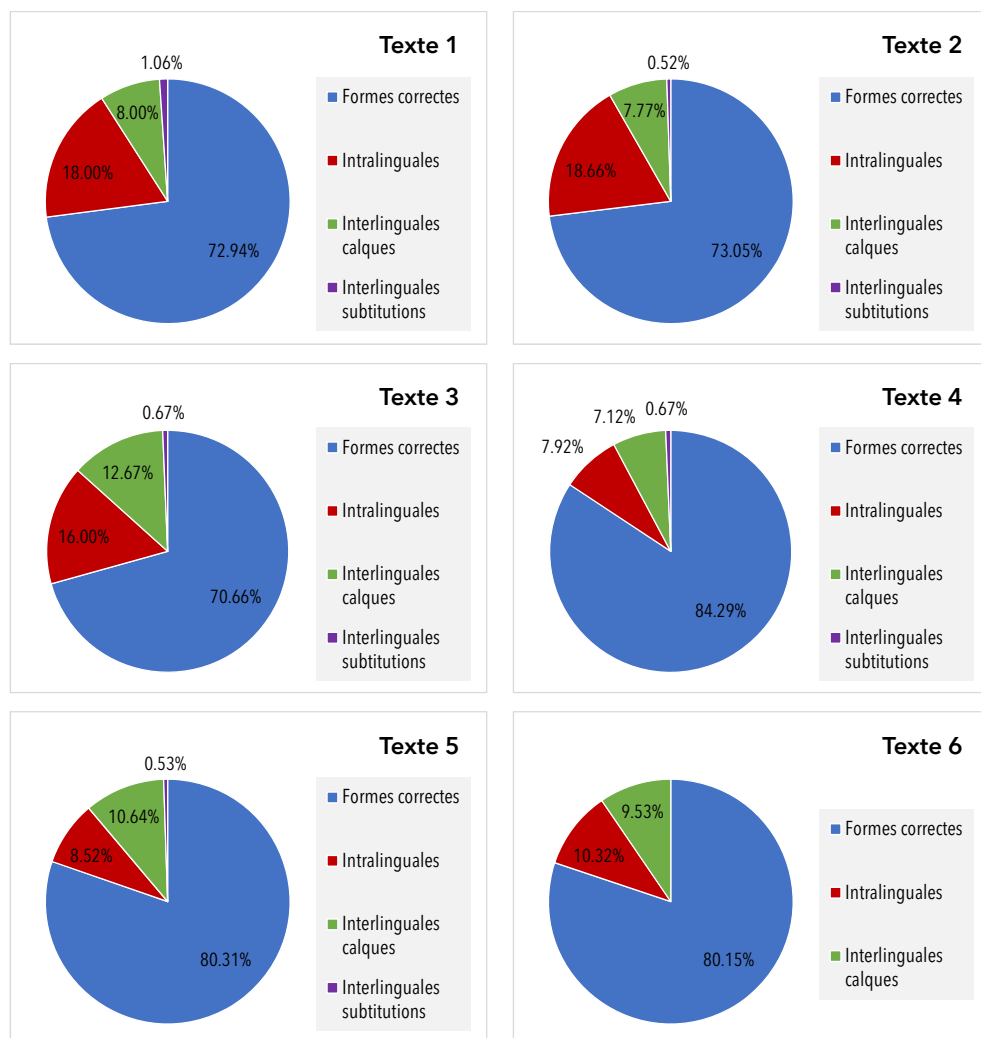 Texte 1
1.06%
8.00%
18.00%
72.94%
Formes correctes
Intralinguales
Interlinguales
calques
Interlinguales
subtitutions
Texte 2
0.52%
7.77%
18.66%
73.05%
Formes correctes
Intralinguales
Interlinguales
calques
Interlinguales
subtitutions
Texte 3
0.67%
12.67%
16.00%
70.66%
Formes correctes
Intralinguales
Interlinguales
calques
Interlinguales
subtitutions
Texte 4
0.67%
7.12%
7.92%
84.29%
Formes correctes
Intralinguales
Interlinguales
calques
Interlinguales
subtitutions
Texte 5
0.53%
10.64%
8.52%
80.31%
Formes correctes
Intralinguales
Interlinguales
calques
Interlinguales
subtitutions
Texte 6
9.53%
10.32%
80.15%
Formes correctes
Intralinguales
Interlinguales
calques